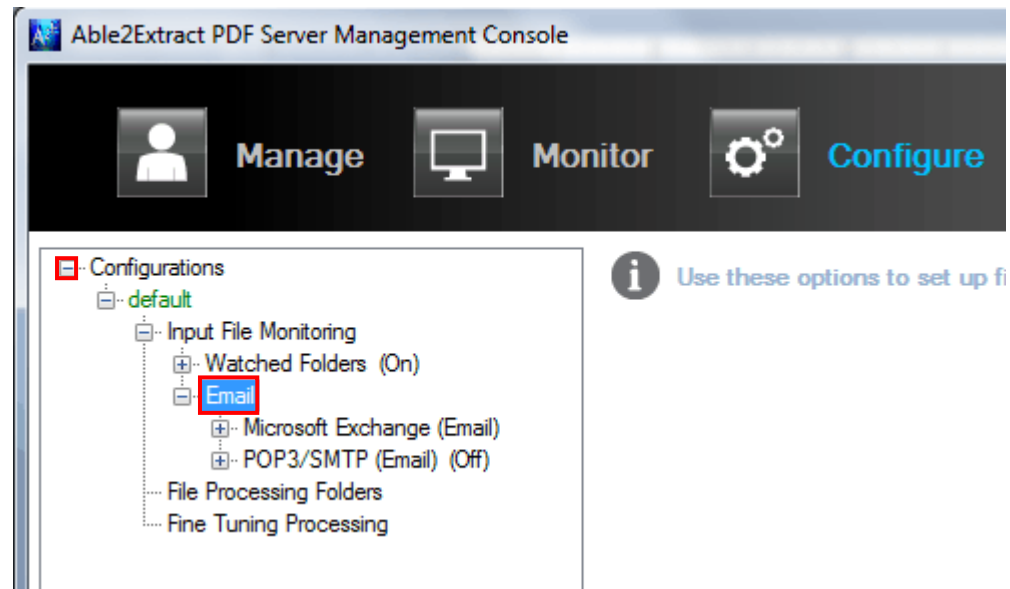 Able2Extract PDF Server Management Console
Manage Monitor Configure
Configurations
Use these options to set up
default
Input File Monitoring
Watched Folders (On)
Email
Microsoft Exchange (Email)
POP3/SMTP (Email) (Off)
File Processing Folders
Fine Tuning Processing